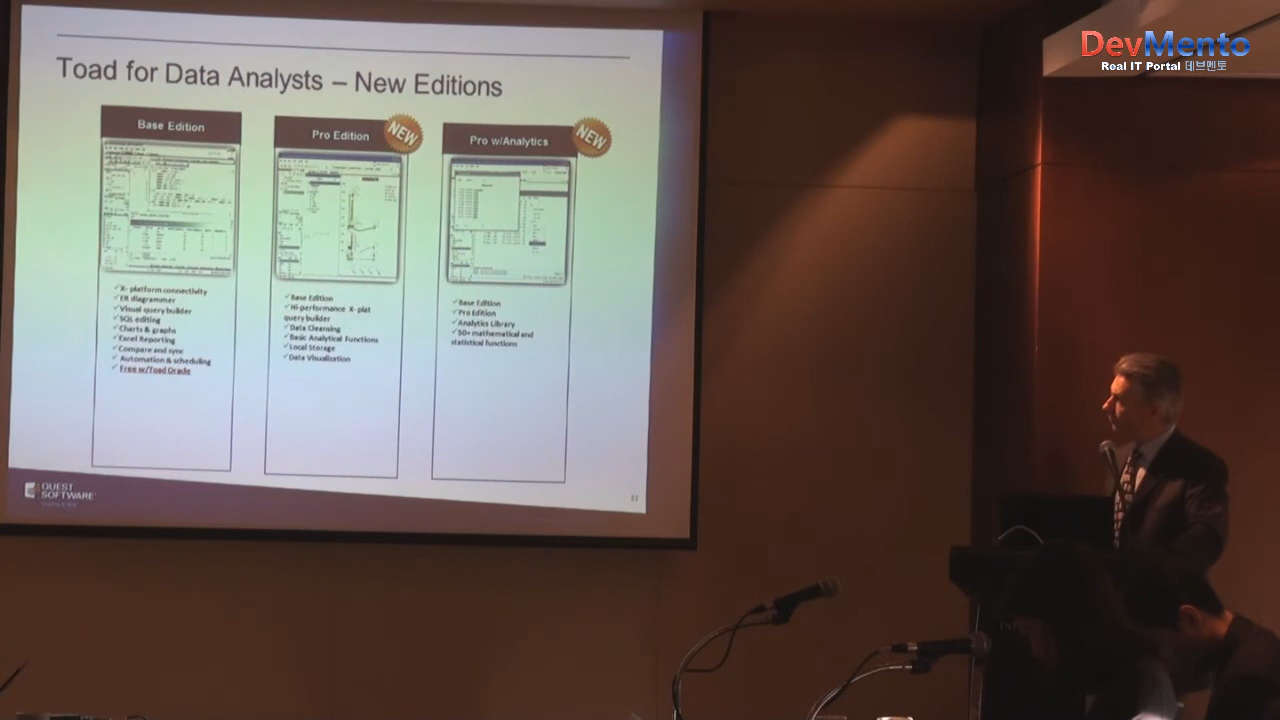 DevMento
Real IT Portal 데브멘토
Toad for Data Analysts – New Editions
Base Edition
Pro Edition
NEW
Pro w/Analytics
NEW
X- platform connectivity
ER diagrammer
Visual query builder
SQL editing
Charts & graphs
Excel Reporting
Compare and sync
Automation & scheduling
Free w/Toad Oracle
Base Edition
Hi-performance X- plat
query builder
Data Cleansing
Basic Analytical Functions
Local Storage
Data Visualization
Base Edition
Pro Edition
Analytics Library
50+ mathematical and
statistical functions
QUEST
SOFTWARE
33